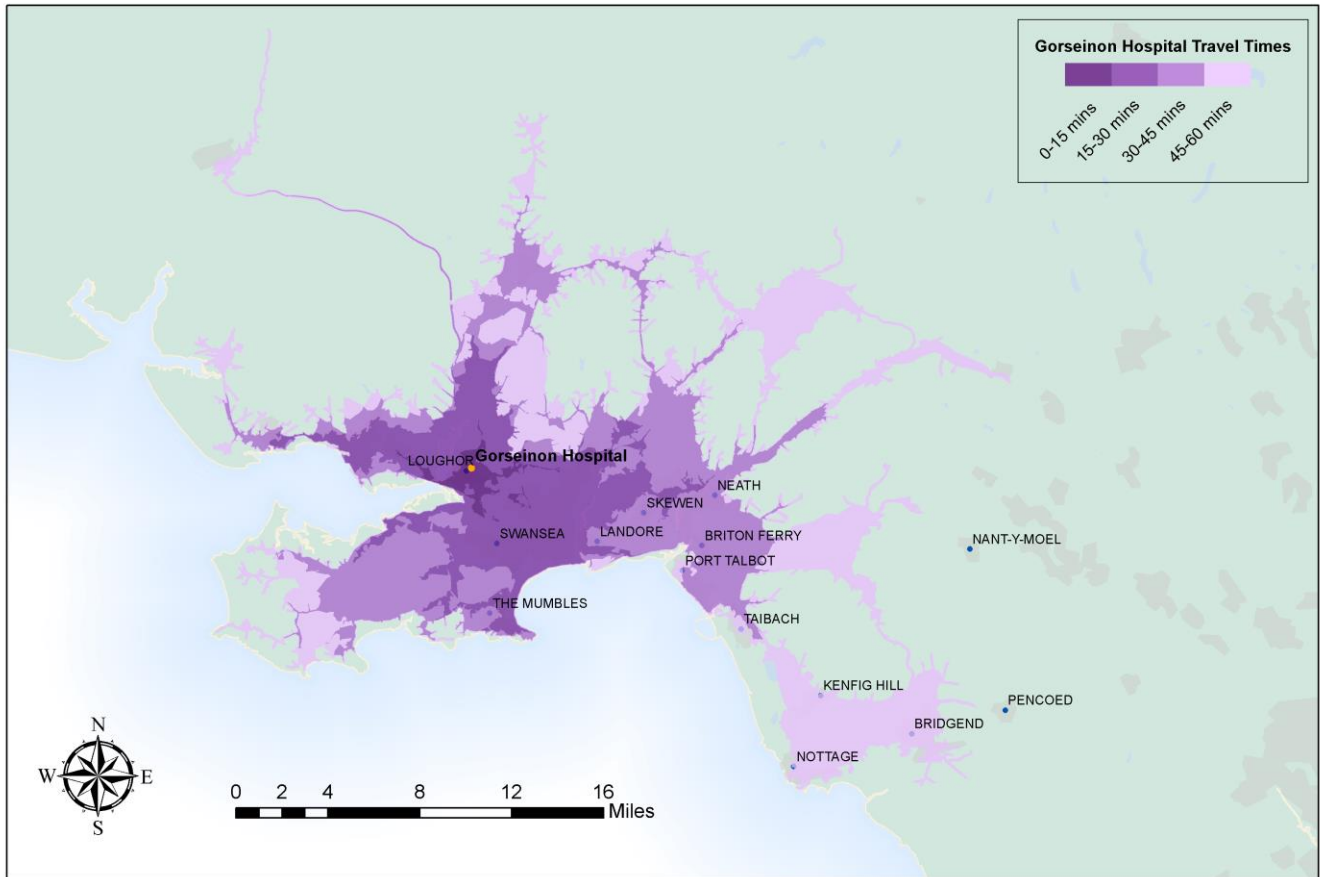 Gorseinon Hospital Travel Times
0-15 mins
15-30 mins
30-45 mins
45-60 mins
LOUGHOR
Gorseinon Hospital
NEATH
SKEWEN
SWANSEA
LANDORE
BRITON FERRY
NANT-Y-MOEL
PORT TALBOT
THE MUMBLES
TAIBACH
KENFIG HILL
PENCOED
BRIDGEND
NOTTAGE
N
W
E
S
0 2 4 8 12 16
Miles